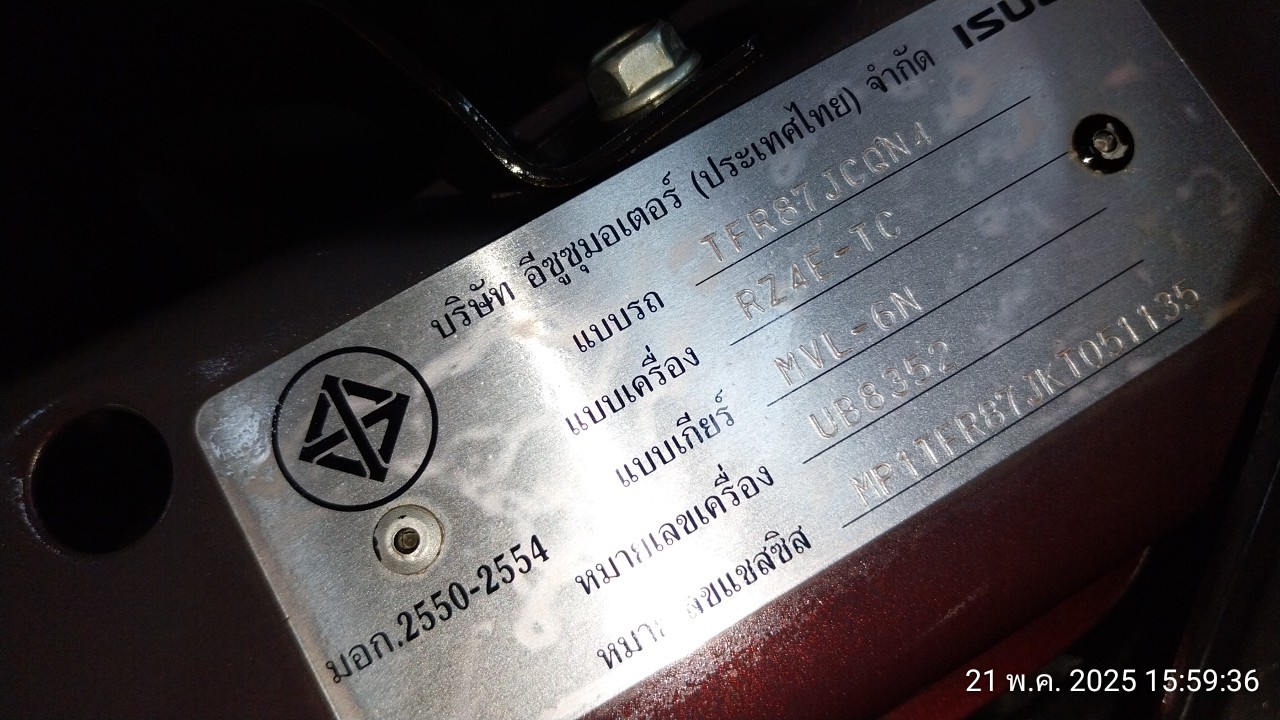 ISUZ
บริษัท อีซูซุมอเตอร์ (ประเทศไทย) จำกัด
แบบรถ TFR87JCQN4
แบบเครื่อง RZ4E-TC
แบบเกียร์ MVL-6N
หมายเลขเครื่อง UB8352
หมายเลขแชสซิส MP1TFR87JKT051135
มอก.2550-2554
21 พ.ค. 2025 15:59:36